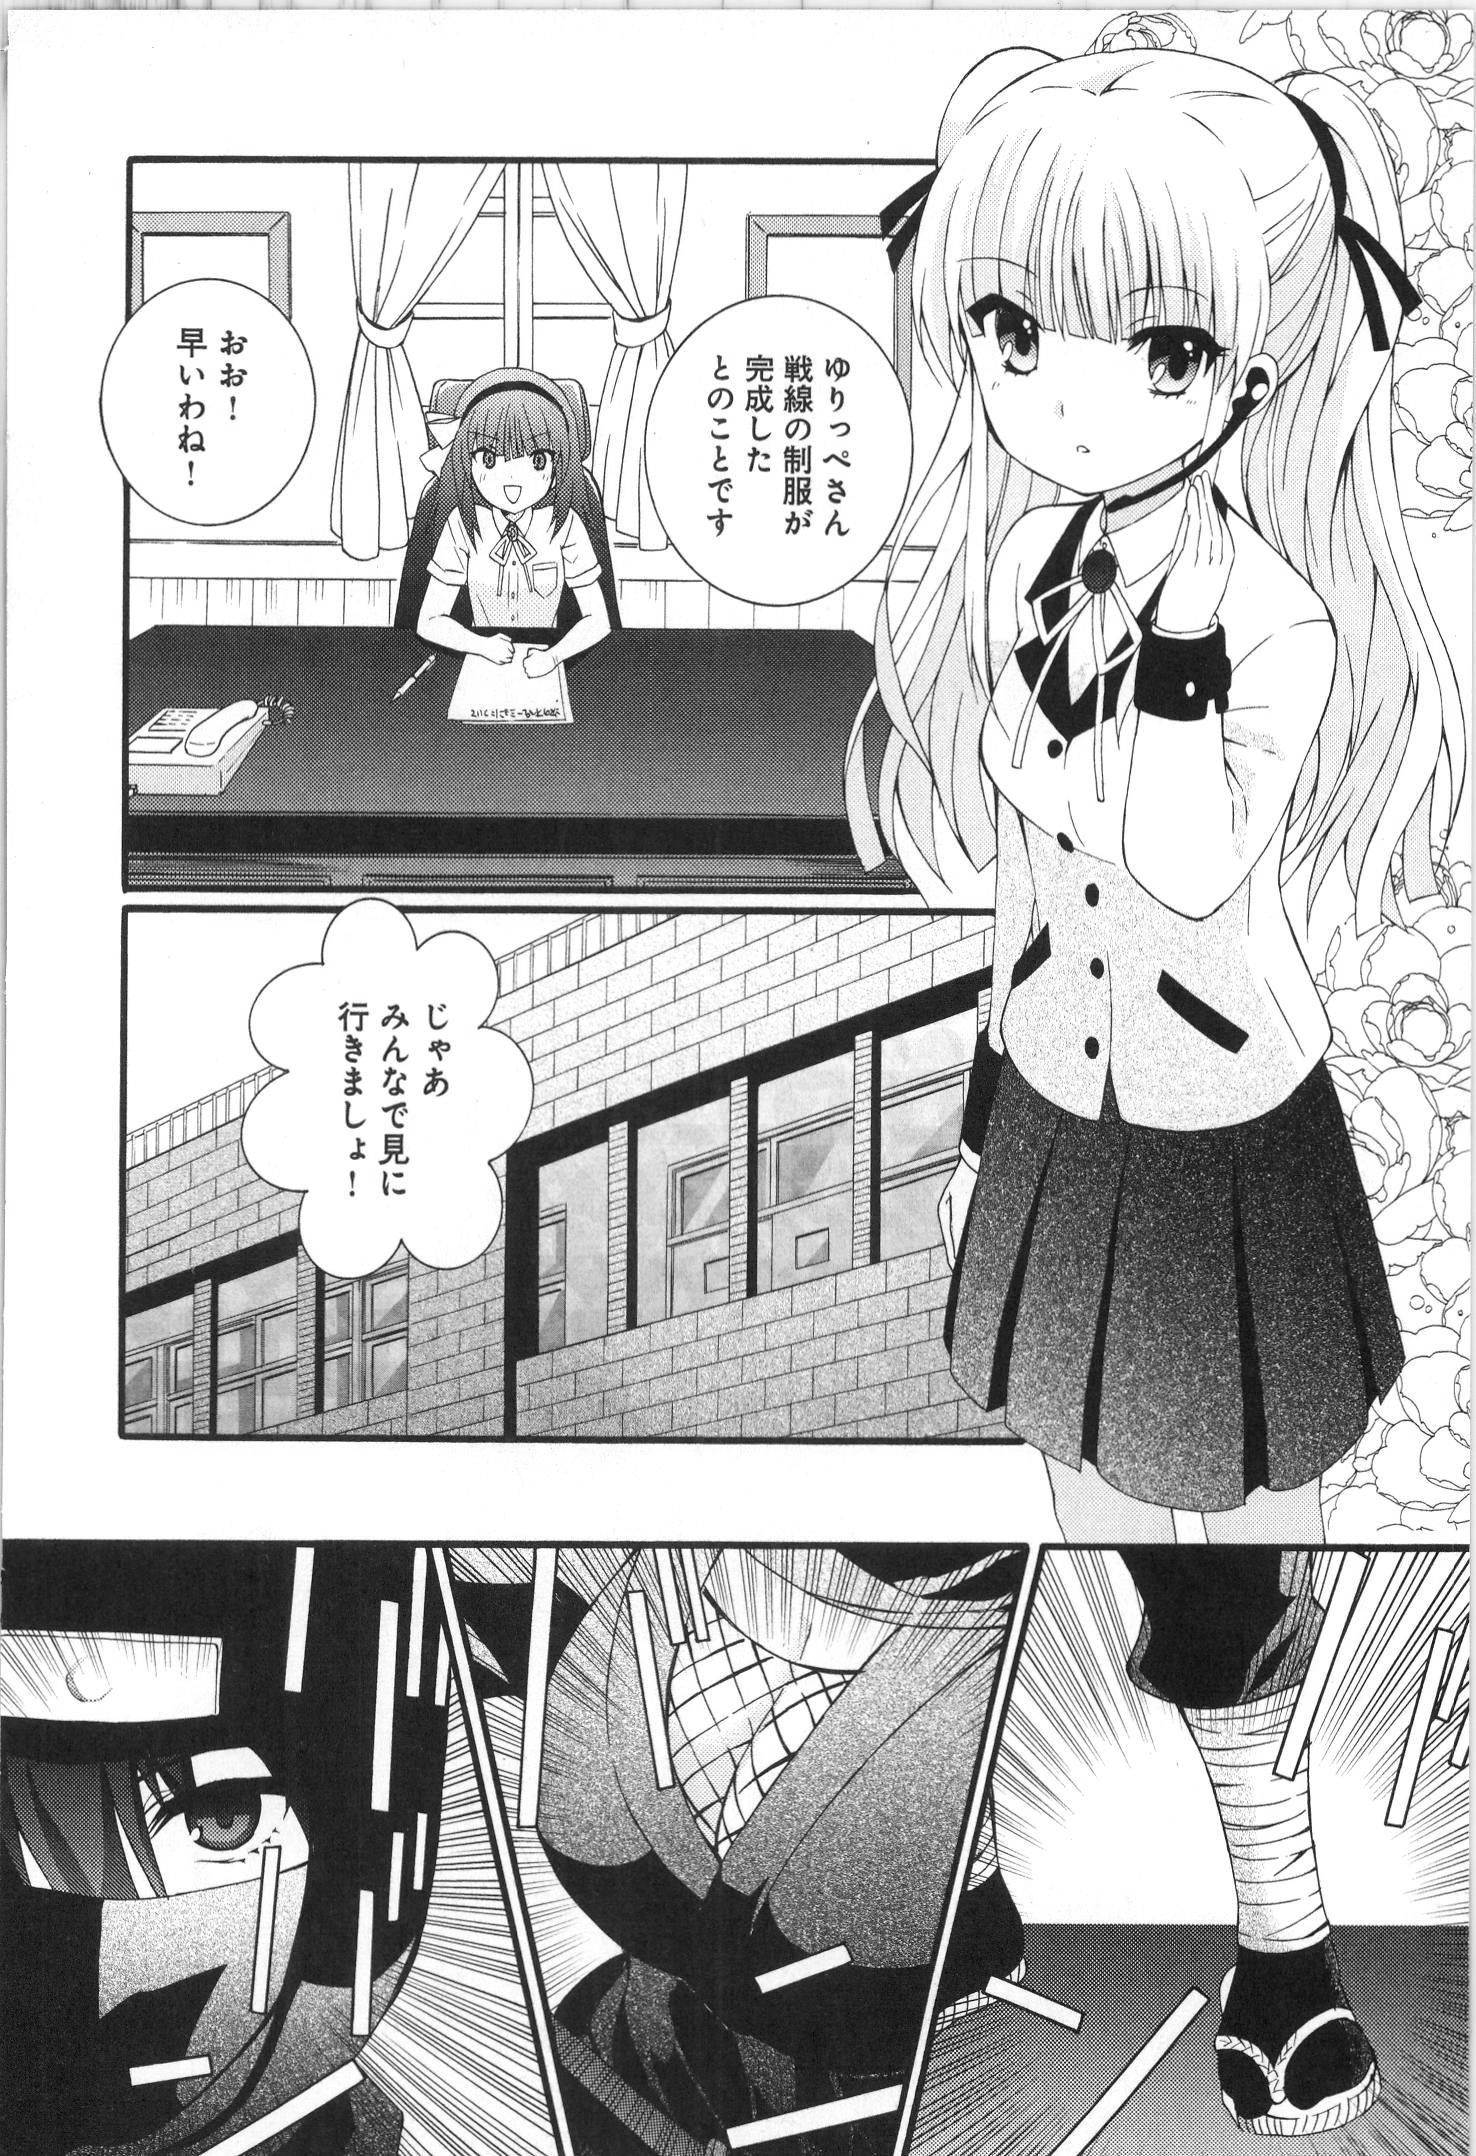 ゆりっぺさん
戦線の制服が
完成した
とのことです
おお！
早いわね！
じゃあ
みんなで見に
行きましょ！